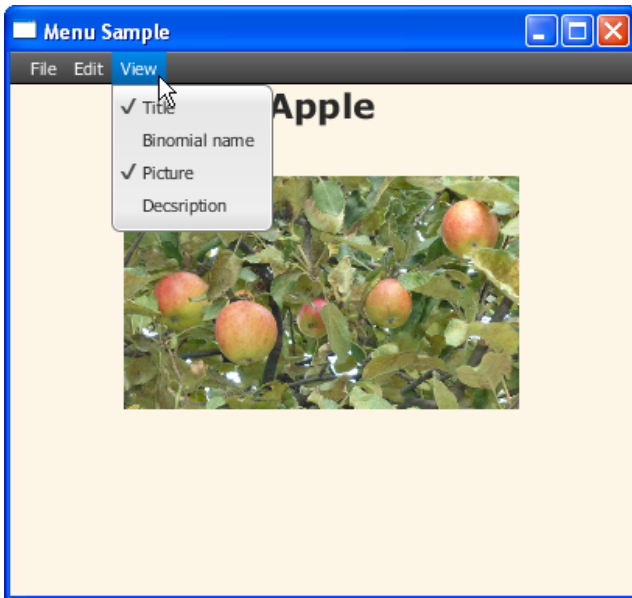 Menu Sample
File Edit View
Title
Apple
Binomial name
Picture
Decsription